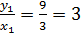 y₁/x₁ = 9/3 = 3